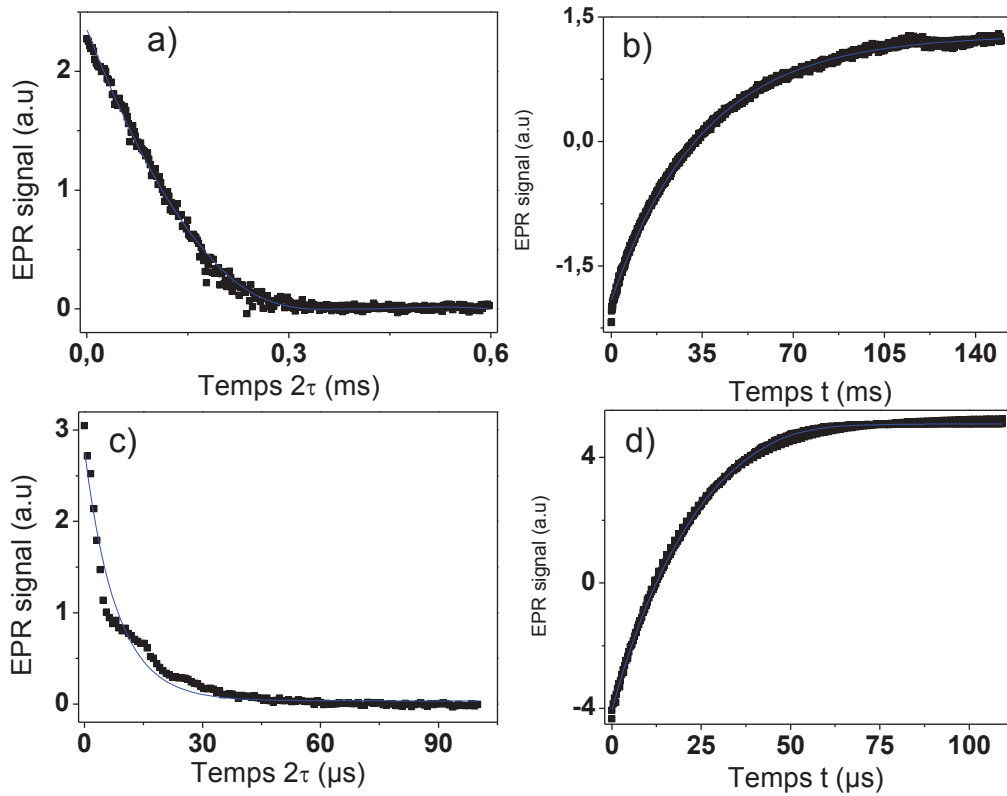 a)
EPR signal (a.u)
2
1
0
0,0
0,3
0,6
Temps 2τ (ms)
b)
EPR signal (a.u)
1,5
0,0
-1,5
0
35
70
105
140
Temps t (ms)
c)
EPR signal (a.u)
3
2
1
0
0
30
60
90
Temps 2τ (µs)
d)
EPR signal (a.u)
4
0
-4
0
25
50
75
100
Temps t (µs)